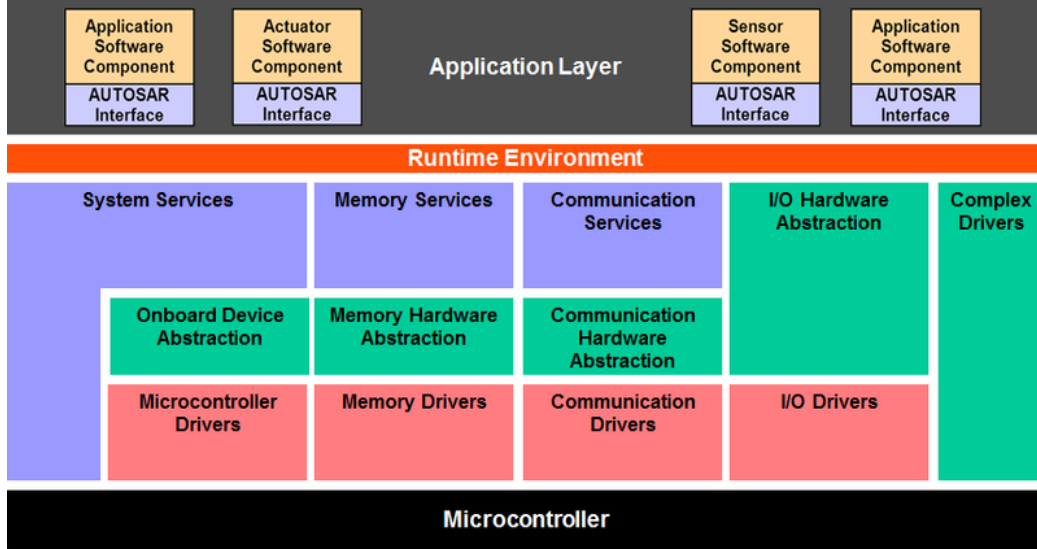 Application
Software
Component
AUTOSAR
Interface
Actuator
Software
Component
AUTOSAR
Interface
Application Layer
Sensor
Software
Component
AUTOSAR
Interface
Application
Software
Component
AUTOSAR
Interface
Runtime Environment
System Services
Memory Services
Communication
Services
I/O Hardware
Abstraction
Complex
Drivers
Onboard Device
Abstraction
Memory Hardware
Abstraction
Communication
Hardware
Abstraction
Microcontroller
Drivers
Memory Drivers
Communication
Drivers
I/O Drivers
Microcontroller